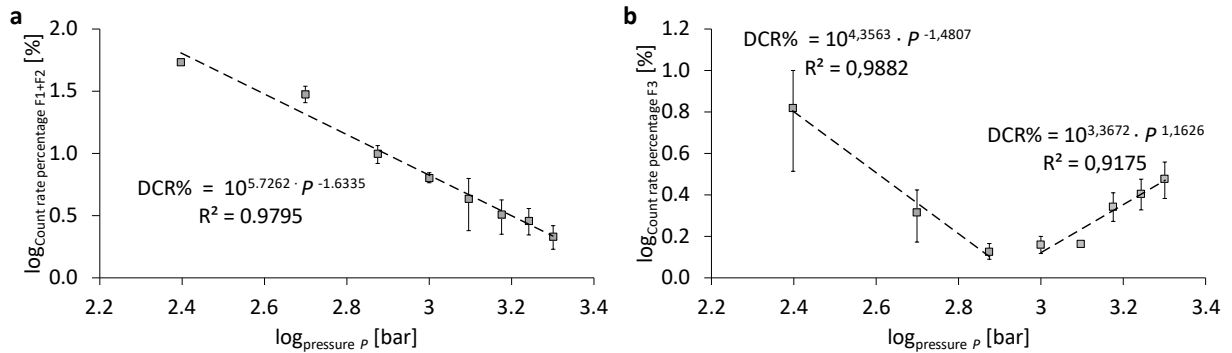 a
log Count rate percentage F1+F2 [%]
2.0
1.5
1.0
0.5
0.0
DCR% = 10^5.7262 · P^-1.6335
R² = 0.9795
2.2 2.4 2.6 2.8 3 3.2 3.4
log pressure P [bar]
b
log Count rate percentage F3 [%]
1.2
1.0
0.8
0.6
0.4
0.2
0.0
DCR% = 10^4,3563 · P^-1,4807
R² = 0,9882
DCR% = 10^3,3672 · P^1,1626
R² = 0,9175
2.2 2.4 2.6 2.8 3 3.2 3.4
log pressure P [bar]